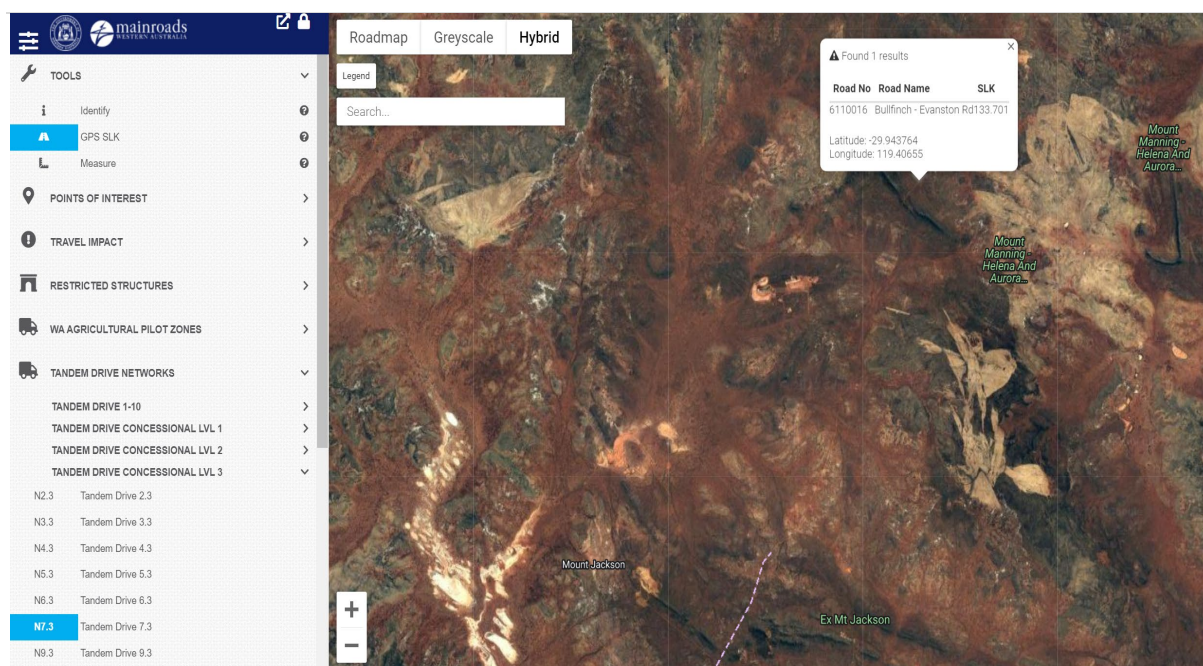 mainroads
WESTERN AUSTRALIA
TOOLS
i Identify
GPS SLK
Measure
POINTS OF INTEREST
TRAVEL IMPACT
RESTRICTED STRUCTURES
WA AGRICULTURAL PILOT ZONES
TANDEM DRIVE NETWORKS
TANDEM DRIVE 1-10
TANDEM DRIVE CONCESSIONAL LVL 1
TANDEM DRIVE CONCESSIONAL LVL 2
TANDEM DRIVE CONCESSIONAL LVL 3
N2.3 Tandem Drive 2.3
N3.3 Tandem Drive 3.3
N4.3 Tandem Drive 4.3
N5.3 Tandem Drive 5.3
N6.3 Tandem Drive 6.3
N7.3 Tandem Drive 7.3
N9.3 Tandem Drive 9.3
Roadmap Greyscale Hybrid
Legend
Search...
Found 1 results
Road No Road Name SLK
6110016 Bullfinch - Evanston Rd133.701
Latitude: -29.943764
Longitude: 119.40655
Mount
Manning -
Helena And
Aurora...
Mount
Manning -
Helena And
Aurora...
Mount Jackson
Ex Mt Jackson